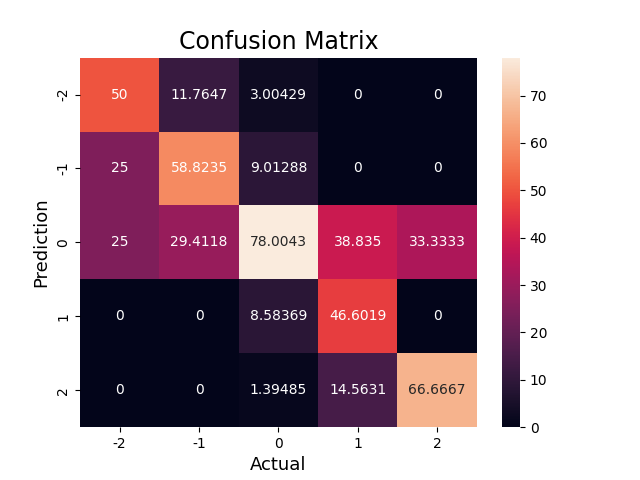 Confusion Matrix
-2 50 11.7647 3.00429 0 0
-1 25 58.8235 9.01288 0 0
0 25 29.4118 78.0043 38.835 33.3333
1 0 0 8.58369 46.6019 0
2 0 0 1.39485 14.5631 66.6667
-2 -1 0 1 2
Actual
Prediction
70
60
50
40
30
20
10
0